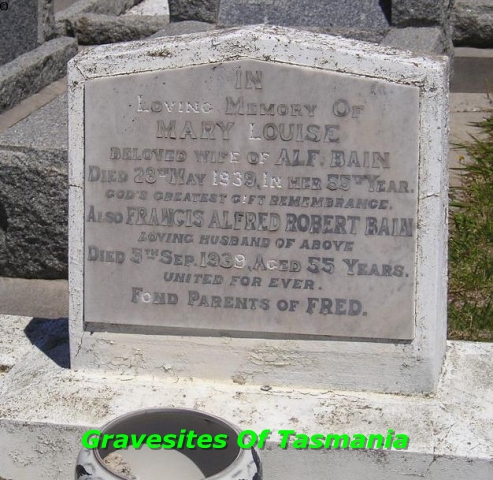 IN
LOVING MEMORY OF
MARY LOUISE
BELOVED WIFE OF ALF. BAIN
DIED 28TH MAY 1939, IN HER 55TH YEAR.
GOD'S GREATEST GIFT REMEMBRANCE.
ALSO FRANCIS ALFRED ROBERT BAIN
LOVING HUSBAND OF ABOVE
DIED 5TH SEP. 1939, AGED 55 YEARS.
UNITED FOR EVER.
FOND PARENTS OF FRED.
Gravesites Of Tasmania